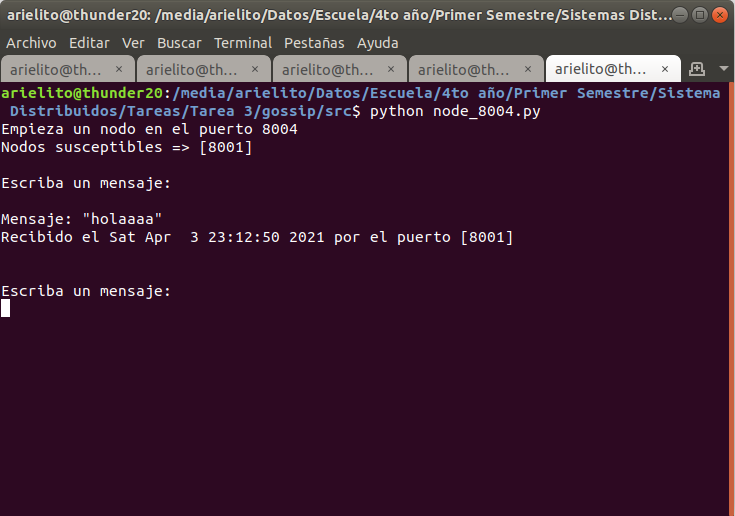 arielito@thunder20: /media/arielito/Datos/Escuela/4to año/Primer Semestre/Sistemas Dist...
Archivo Editar Ver Buscar Terminal Pestañas Ayuda
arielito@th... × arielito@th... × arielito@th... × arielito@th... × arielito@th... ×
arielito@thunder20:/media/arielito/Datos/Escuela/4to año/Primer Semestre/Sistema
 Distribuidos/Tareas/Tarea 3/gossip/src$ python node_8004.py
Empieza un nodo en el puerto 8004
Nodos susceptibles => [8001]
Escriba un mensaje:
Mensaje: "holaaaa"
Recibido el Sat Apr  3 23:12:50 2021 por el puerto [8001]
Escriba un mensaje: